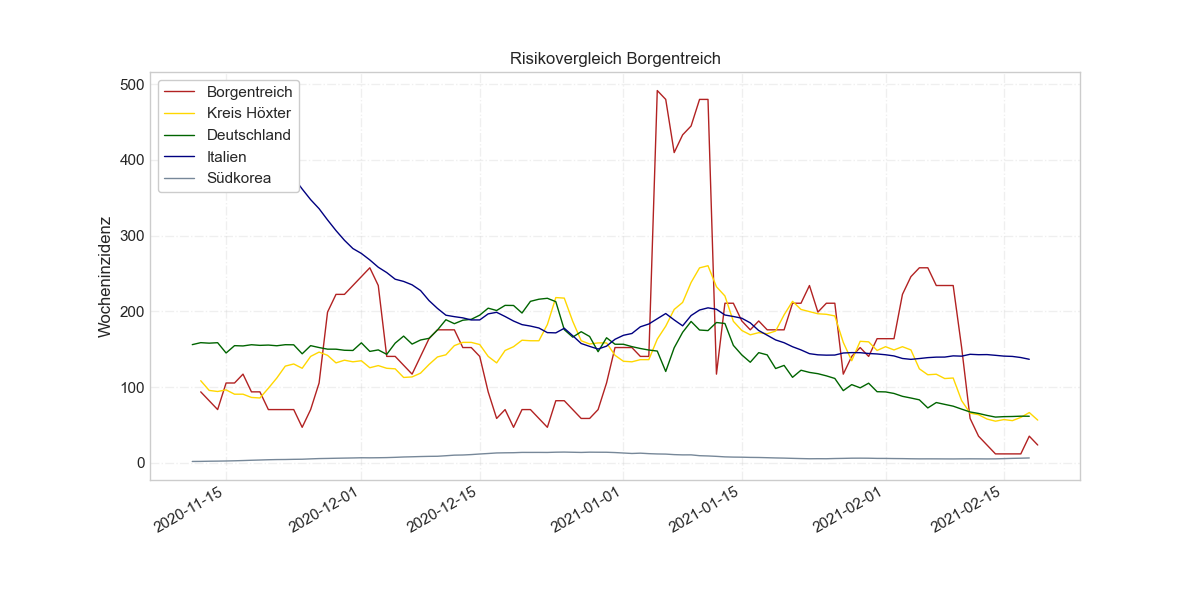 Risikovergleich Borgentreich
Wocheninzidenz
500
400
300
200
100
0
Borgentreich
Kreis Höxter
Deutschland
Italien
Südkorea
2020-11-15
2020-12-01
2020-12-15
2021-01-01
2021-01-15
2021-02-01
2021-02-15